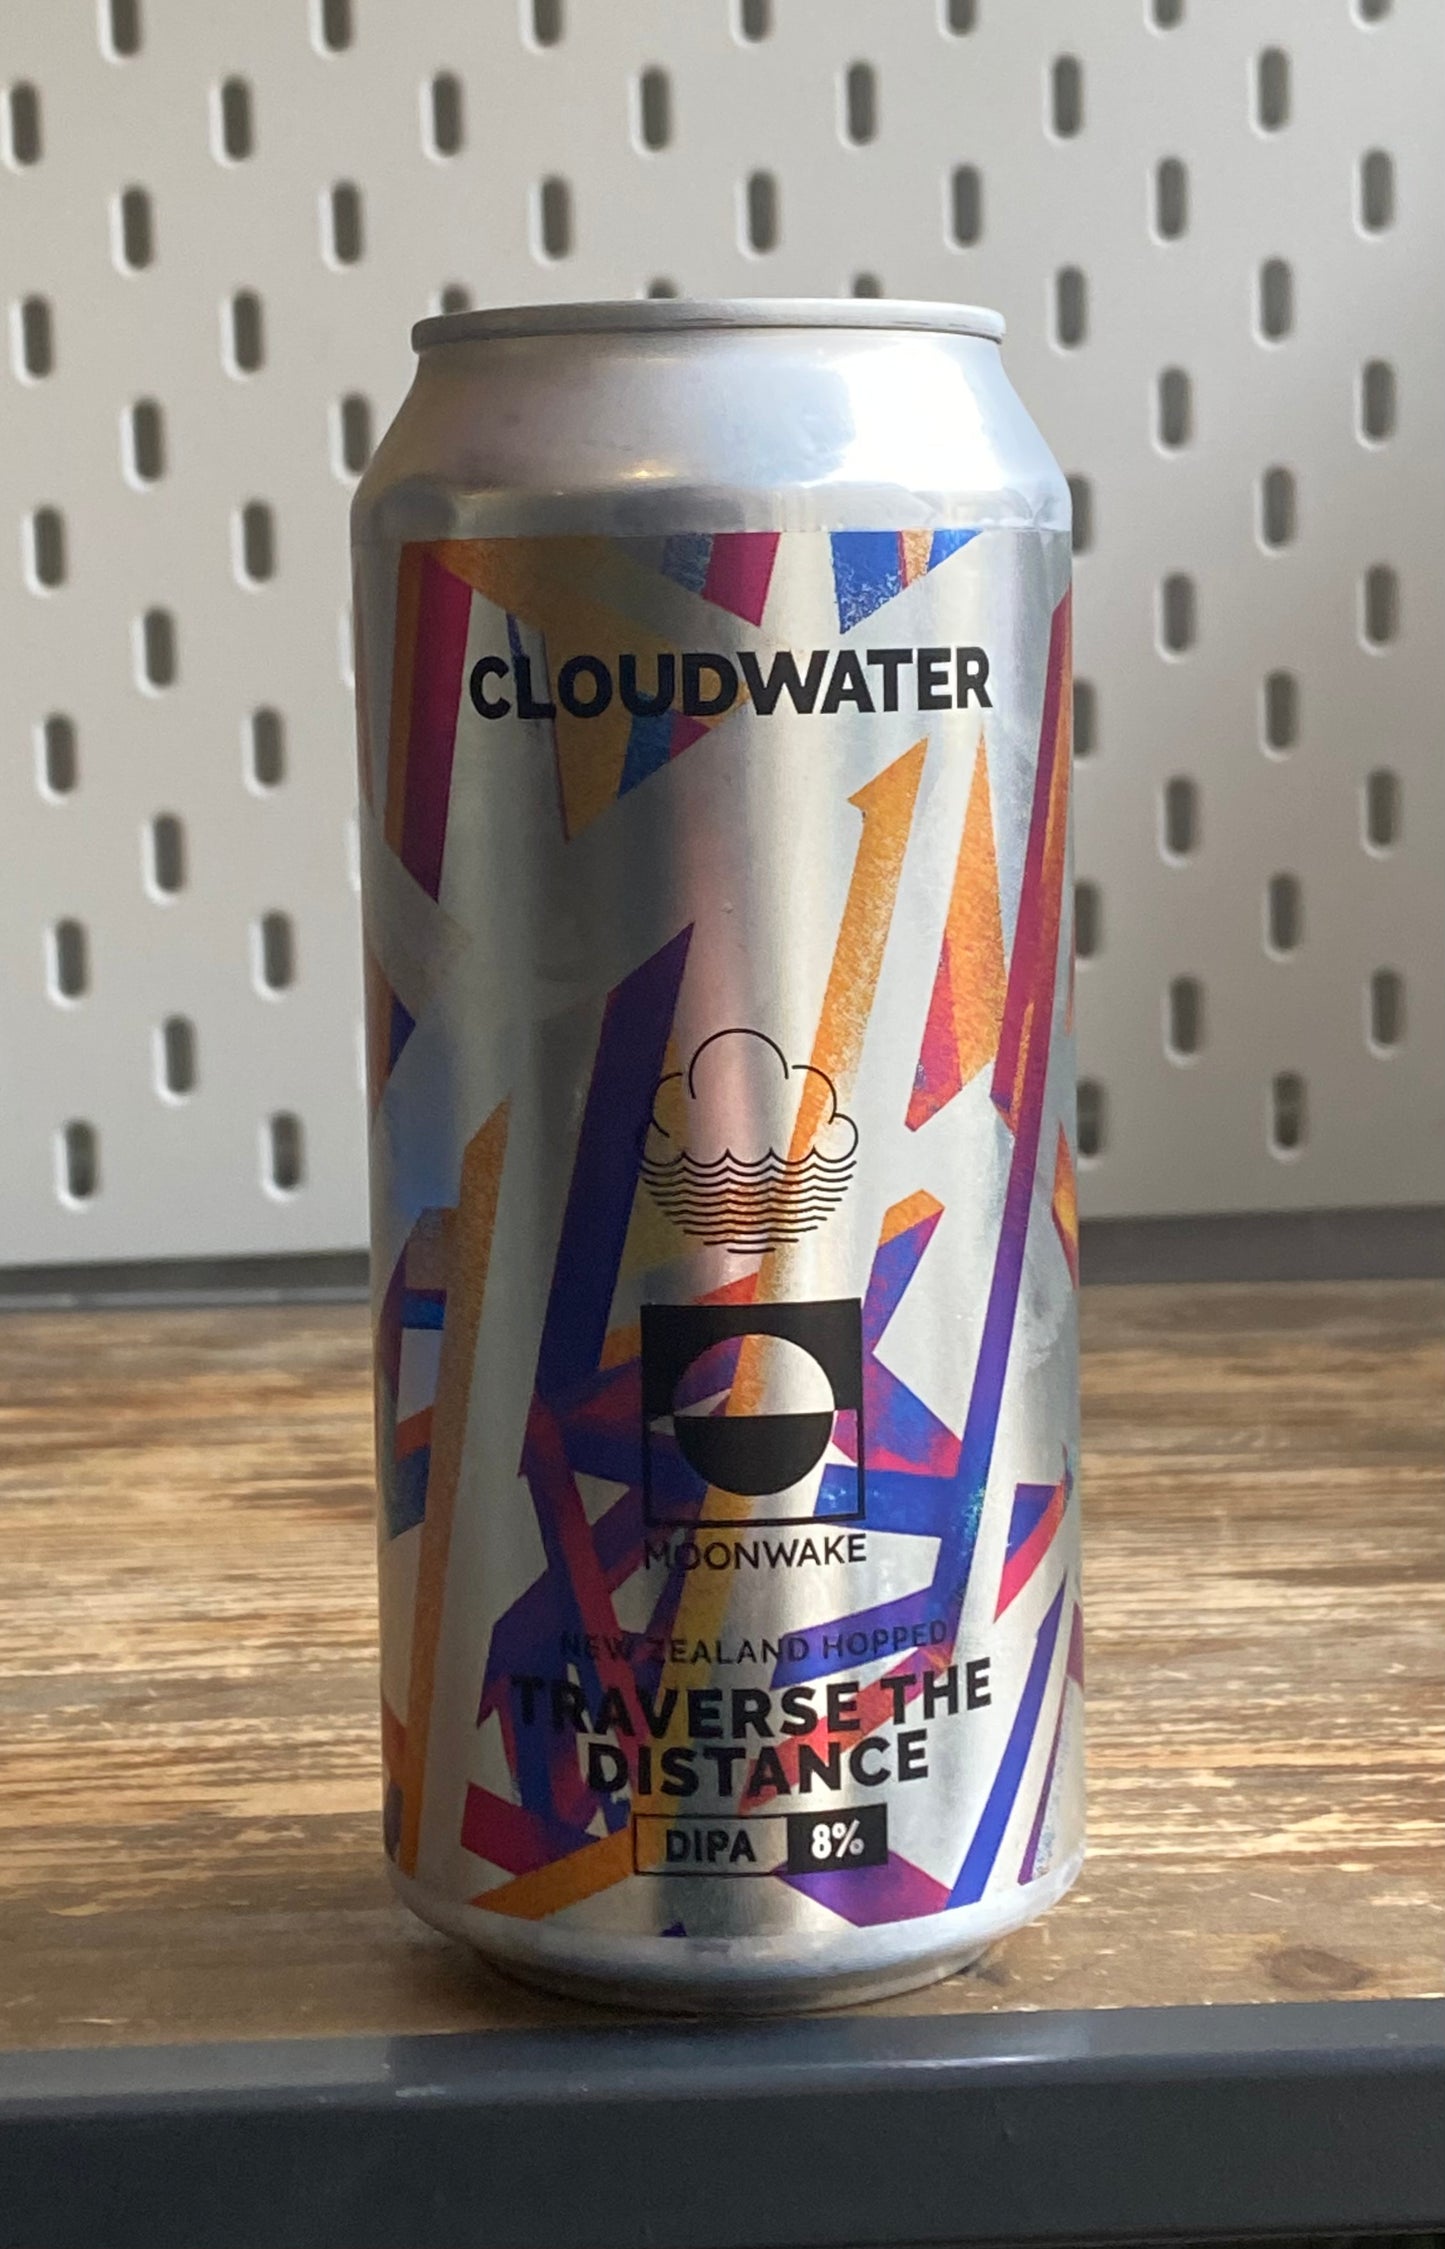 CLOUDWATER
MOONWAKE
NEW ZEALAND HOPPED
TRAVERSE THE
DISTANCE
DIPA 8%